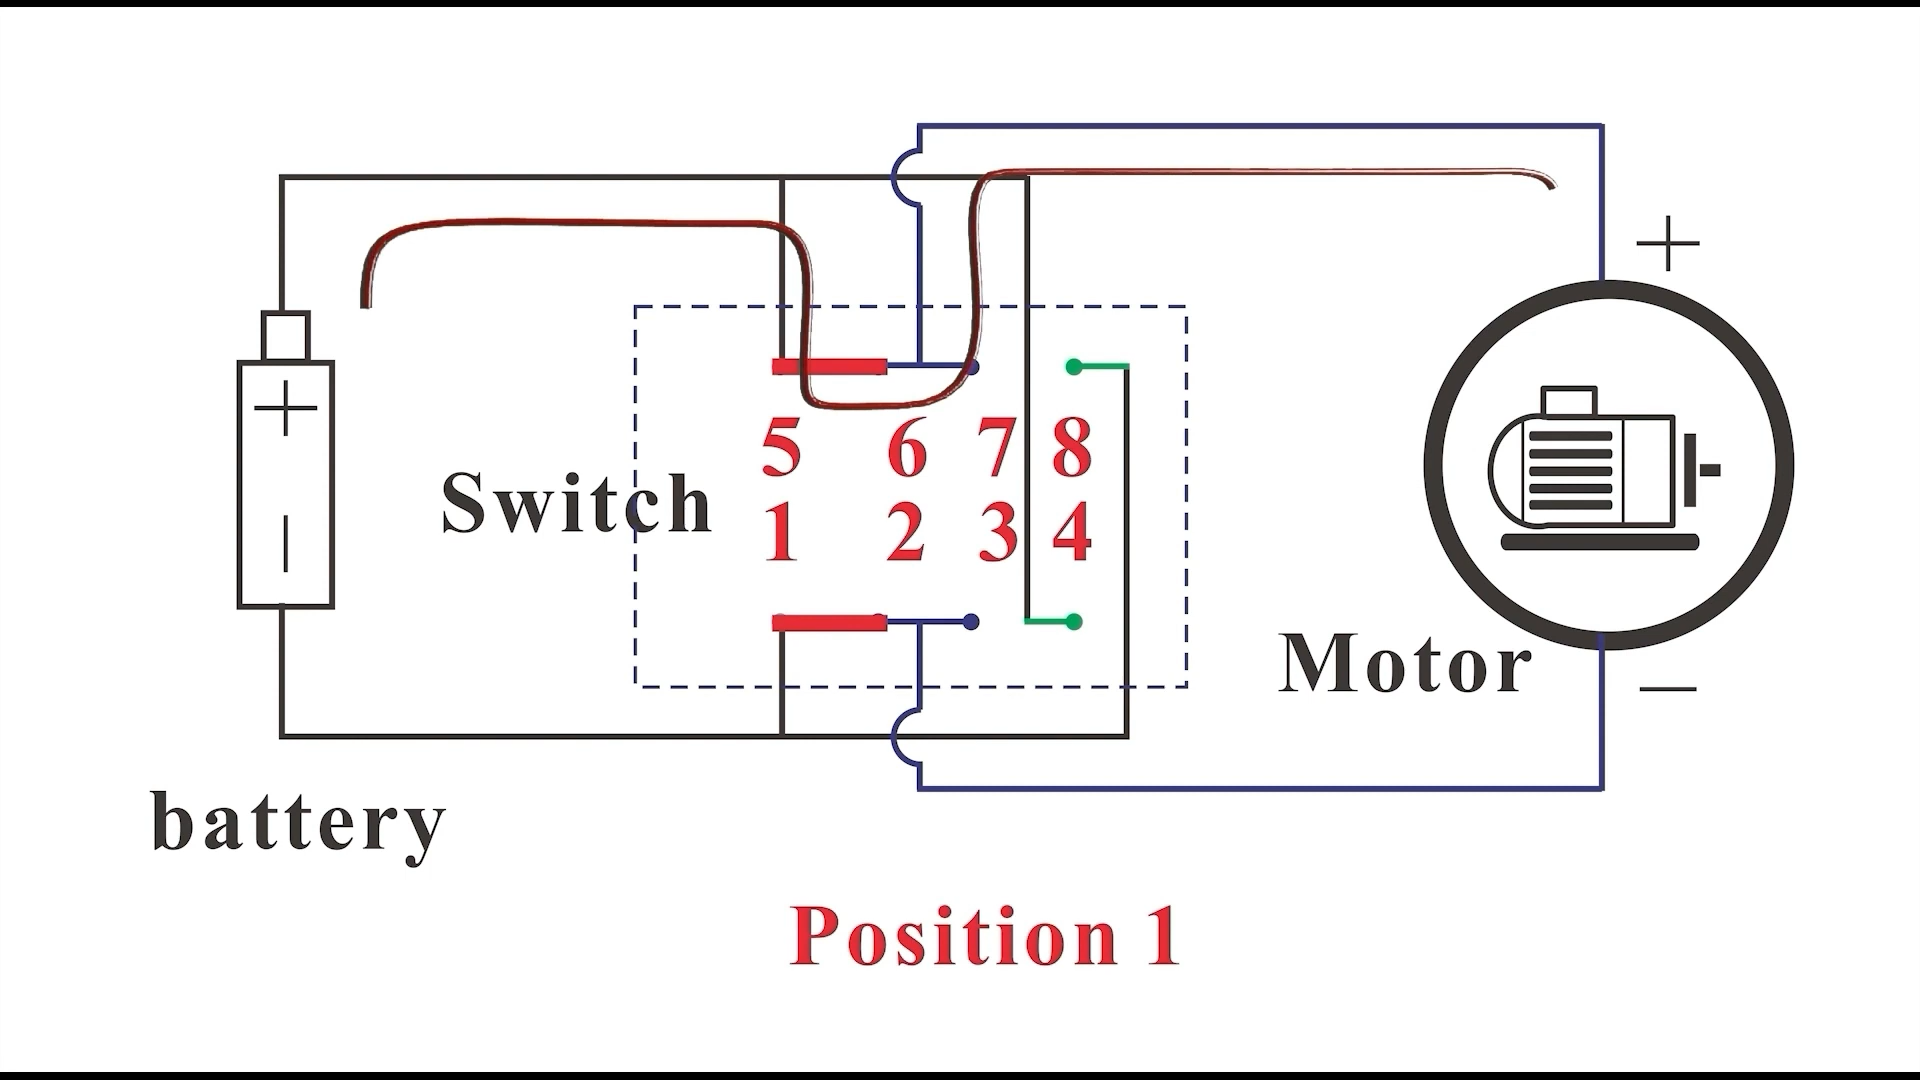 +
+
5 6 7 8
Switch
1 2 3 4
—
Motor
—
battery
Position 1